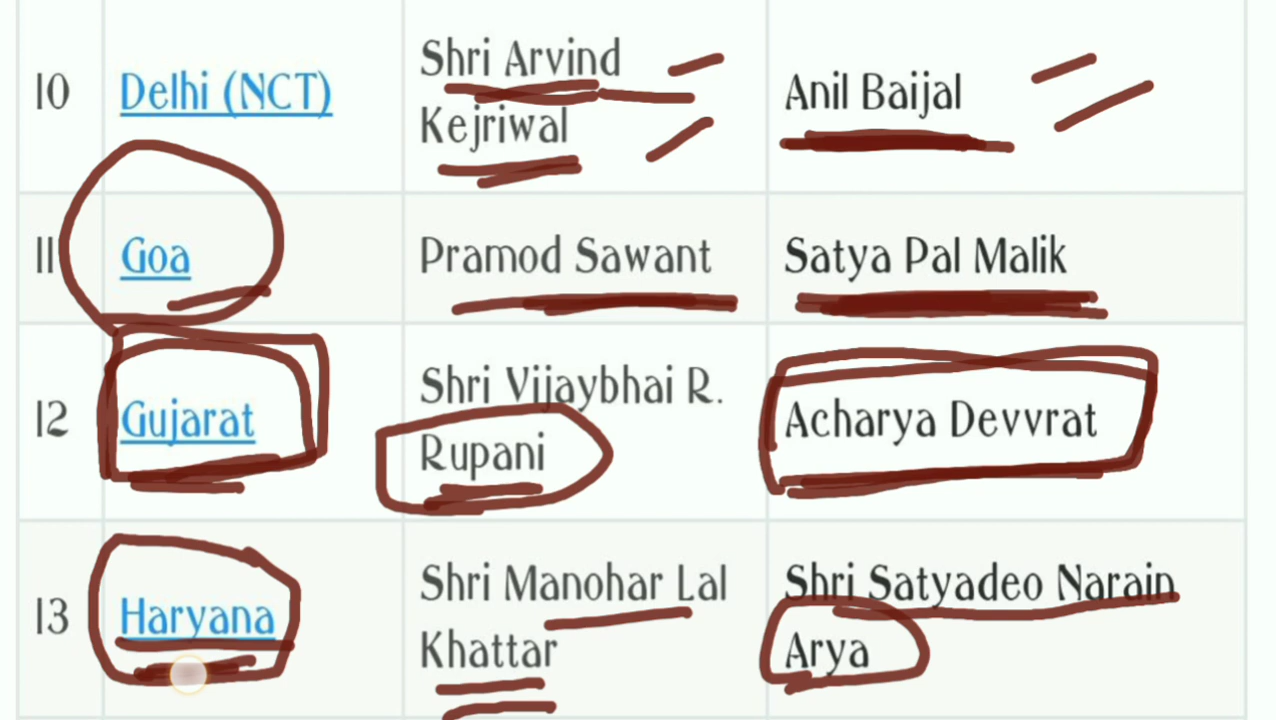 10 Delhi (NCT) Shri Arvind Kejriwal Anil Baijal
11 Goa Pramod Sawant Satya Pal Malik
12 Gujarat Shri Vijaybhai R. Rupani Acharya Devvrat
13 Haryana Shri Manohar Lal Khattar Shri Satyadeo Narain Arya